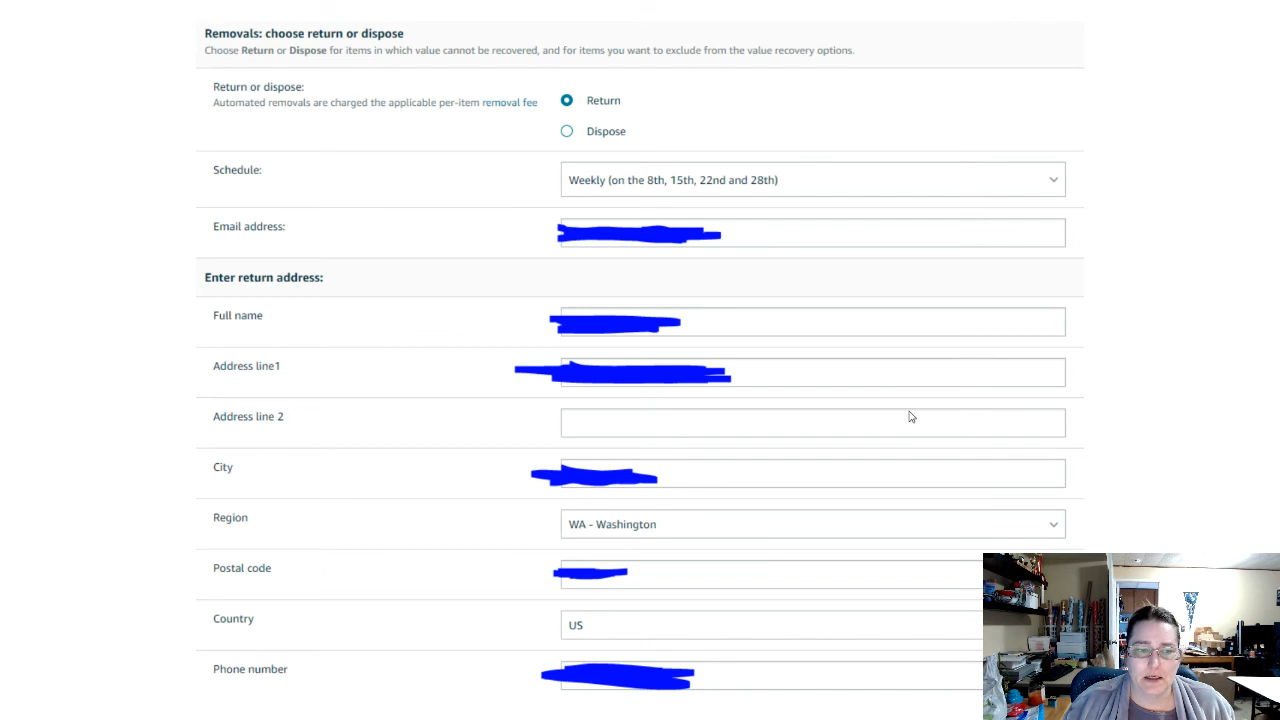 Removals: choose return or dispose
Choose Return or Dispose for items in which value cannot be recovered, and for items you want to exclude from the value recovery options.
Return or dispose:
Automated removals are charged the applicable per-item removal fee
Return
Dispose
Schedule:
Weekly (on the 8th, 15th, 22nd and 28th)
Email address:
Enter return address:
Full name
Address line1
Address line 2
City
Region
WA - Washington
Postal code
Country
US
Phone number